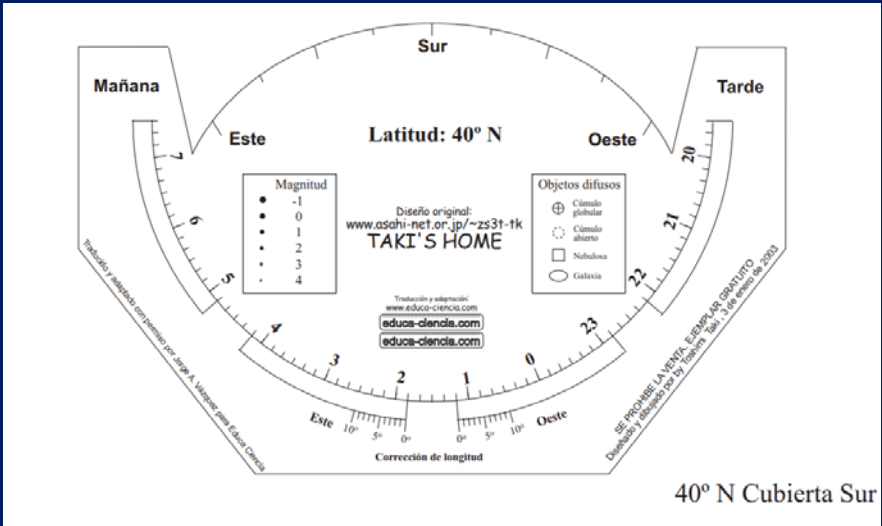 Sur
Mañana
Tarde
Este
Latitud: 40º N
Oeste
7
6
5
4
3
2
1
0
23
22
21
20
Magnitud
-1
0
1
2
3
4
Diseño original:
www.asahi-net.or.jp/~zs3t-tk
TAKI'S HOME
Objetos difusos
Cúmulo
globular
Cúmulo
abierto
Nebulosa
Galaxia
Traducción y adaptación:
www.educa-ciencia.com
educa-ciencia.com
educa-ciencia.com
Este
10º 5º 0º
0º 5º 10º
Oeste
Corrección de longitud
Traducido y adaptado con permiso por Jorge A. Vázquez para Educa Ciencia
SE PROHIBE LA VENTA. EJEMPLAR GRATUITO
Diseñado y dibujado por by Toshimi Taki, 3 de enero de 2003
40º N Cubierta Sur